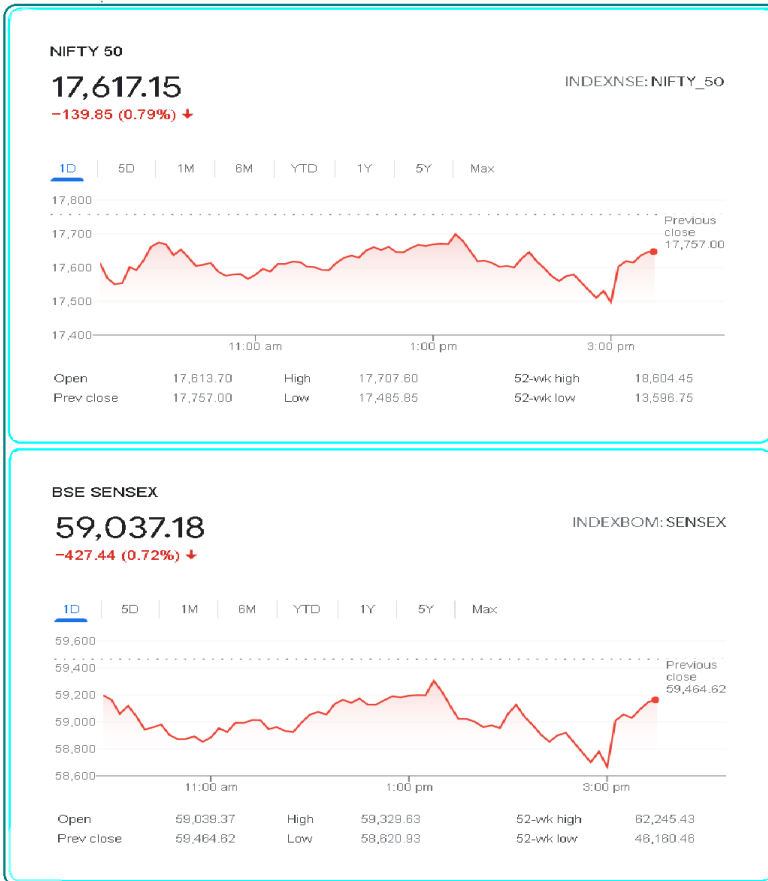 NIFTY 50
17,617.15
INDEXNSE: NIFTY_50
−139.85 (0.79%) ↓
1D 5D 1M 6M YTD 1Y 5Y Max
17,800
17,700
17,600
17,500
17,400
Previous
close
17,757.00
11:00 am 1:00 pm 3:00 pm
Open 17,613.70 High 17,707.60 52-wk high 18,604.45
Prev close 17,757.00 Low 17,485.85 52-wk low 13,596.75
BSE SENSEX
59,037.18
INDEXBOM: SENSEX
−427.44 (0.72%) ↓
1D 5D 1M 6M YTD 1Y 5Y Max
59,600
59,400
59,200
59,000
58,800
58,600
Previous
close
59,464.62
11:00 am 1:00 pm 3:00 pm
Open 59,039.37 High 59,329.63 52-wk high 62,245.43
Prev close 59,464.62 Low 58,620.93 52-wk low 46,160.46